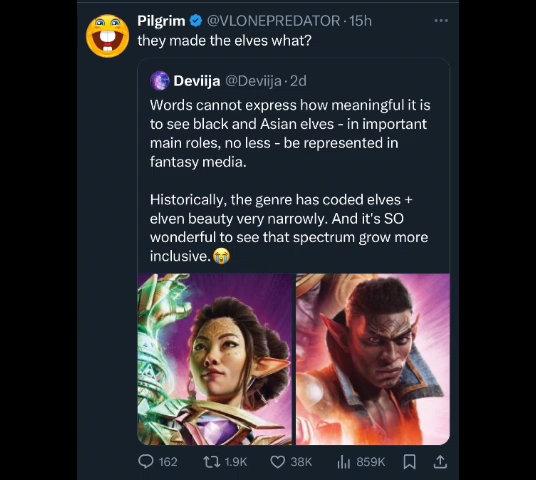 Pilgrim @VLONEPREDATOR · 15h
they made the elves what?
Deviija @Deviija · 2d
Words cannot express how meaningful it is
to see black and Asian elves - in important
main roles, no less - be represented in
fantasy media.
Historically, the genre has coded elves +
elven beauty very narrowly. And it's SO
wonderful to see that spectrum grow more
inclusive. 😭
162 1.9K 38K 859K